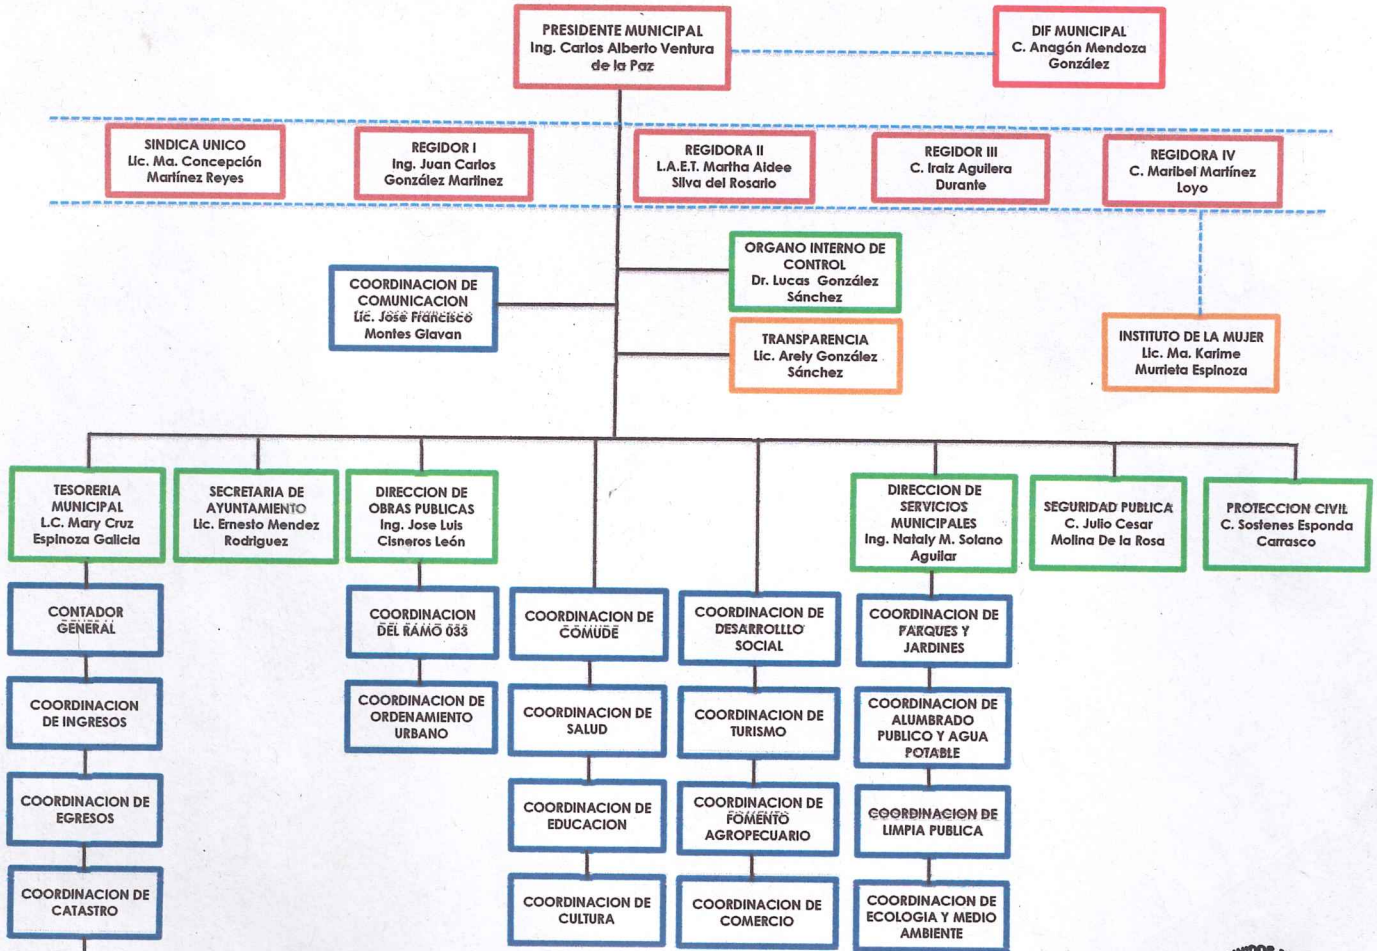 PRESIDENTE MUNICIPAL
Ing. Carlos Alberto Ventura
de la Paz
DIF MUNICIPAL
C. Anagón Mendoza
González
SINDICA UNICO
Lic. Ma. Concepción
Martínez Reyes
REGIDOR I
Ing. Juan Carlos
González Martinez
REGIDORA II
L.A.E.T. Martha Aidee
Silva del Rosario
REGIDOR III
C. Iraiz Aguilera
Durante
REGIDORA IV
C. Maribel Martínez
Loyo
COORDINACION DE
COMUNICACION
Lic. Jose Francisco
Montes Giavan
ORGANO INTERNO DE
CONTROL
Dr. Lucas González
Sánchez
TRANSPARENCIA
Lic. Arely González
Sánchez
INSTITUTO DE LA MUJER
Lic. Ma. Karime
Murrieta Espinoza
TESORERIA
MUNICIPAL
L.C. Mary Cruz
Espinoza Galicia
SECRETARIA DE
AYUNTAMIENTO
Lic. Ernesto Mendez
Rodriguez
DIRECCION DE
OBRAS PUBLICAS
Ing. Jose Luis
Cisneros León
DIRECCION DE
SERVICIOS
MUNICIPALES
Ing. Nataly M. Solano
Aguilar
SEGURIDAD PUBLICA
C. Julio Cesar
Molina De la Rosa
PROTECCION CIVIL
C. Sostenes Esponda
Carrasco
CONTADOR
GENERAL
COORDINACION
DEL RAMO 033
COORDINACION DE
COMUDE
COORDINACION DE
DESARROLLLO
SOCIAL
COORDINACION DE
PARQUES Y
JARDINES
COORDINACION
DE INGRESOS
COORDINACION DE
ORDENAMIENTO
URBANO
COORDINACION DE
SALUD
COORDINACION DE
TURISMO
COORDINACION DE
ALUMBRADO
PUBLICO Y AGUA
POTABLE
COORDINACION DE
EGRESOS
COORDINACION DE
EDUCACION
COORDINACION DE
FOMENTO
AGROPECUARIO
COORDINACION DE
LIMPIA PUBLICA
COORDINACION DE
CATASTRO
COORDINACION DE
CULTURA
COORDINACION DE
COMERCIO
COORDINACION DE
ECOLOGIA Y MEDIO
AMBIENTE